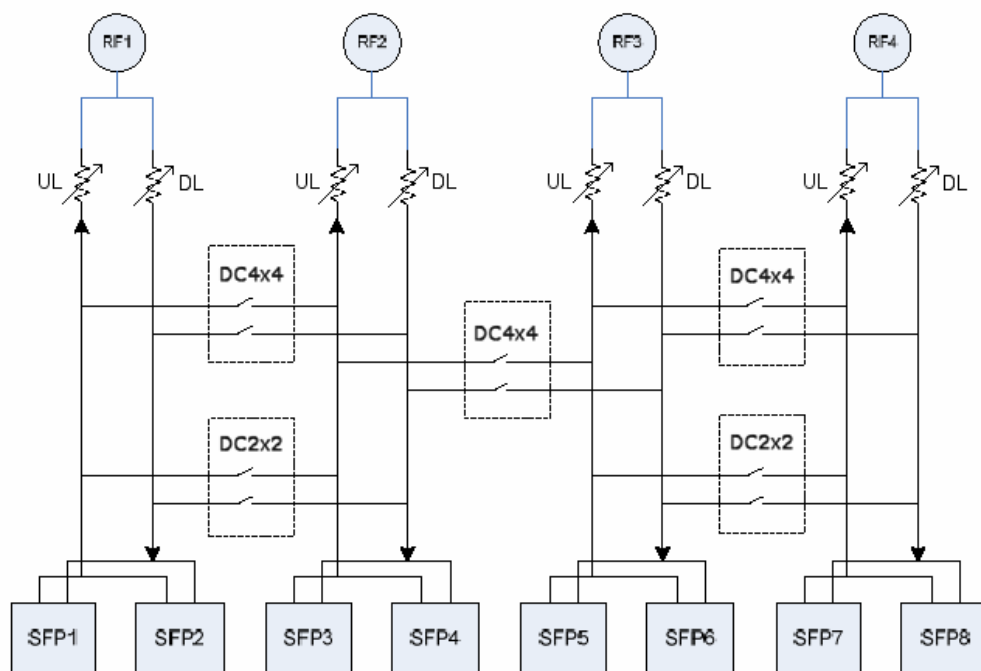 RF1
RF2
RF3
RF4
UL
DL
UL
DL
UL
DL
UL
DL
DC4x4
DC4x4
DC4x4
DC2x2
DC2x2
SFP1
SFP2
SFP3
SFP4
SFP5
SFP6
SFP7
SFP8